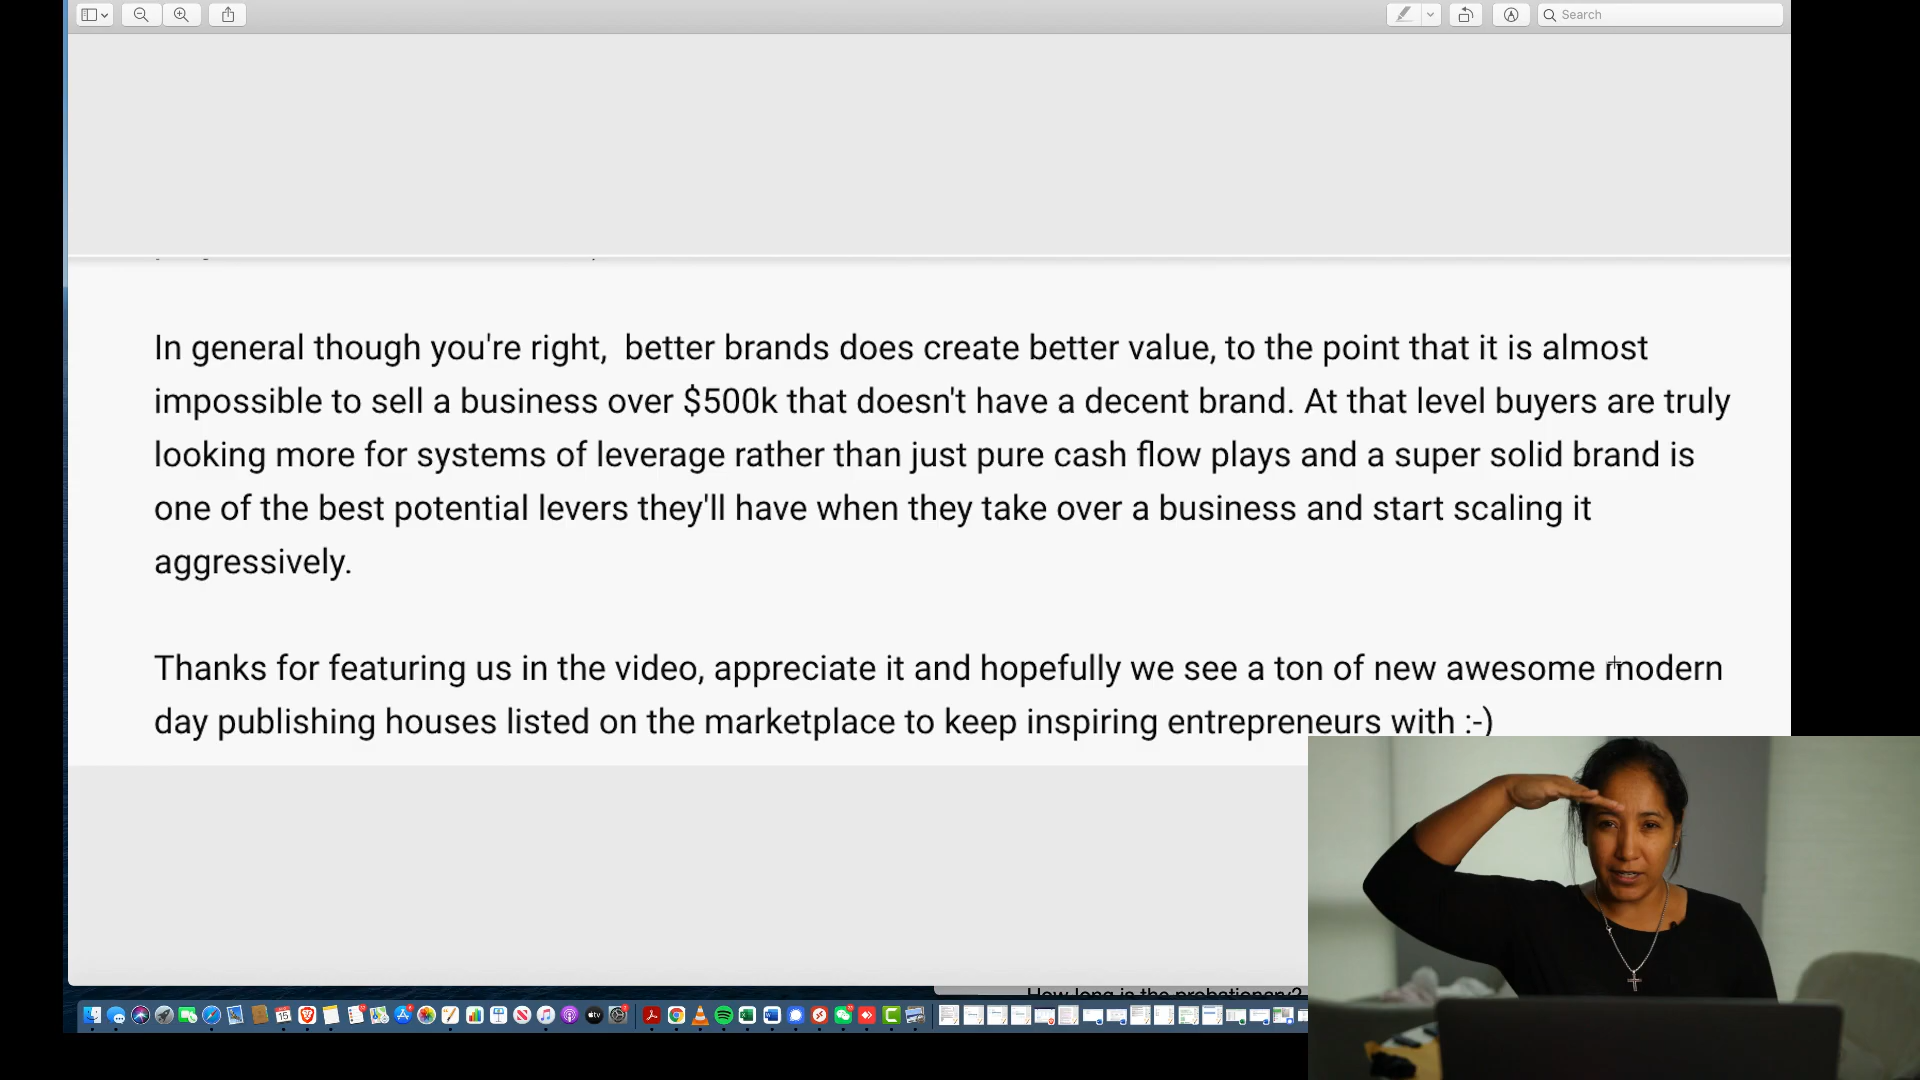 Search
In general though you're right,  better brands does create better value, to the point that it is almost
impossible to sell a business over $500k that doesn't have a decent brand. At that level buyers are truly
looking more for systems of leverage rather than just pure cash flow plays and a super solid brand is
one of the best potential levers they'll have when they take over a business and start scaling it
aggressively.
Thanks for featuring us in the video, appreciate it and hopefully we see a ton of new awesome modern
day publishing houses listed on the marketplace to keep inspiring entrepreneurs with :-)
How long is the probationary?